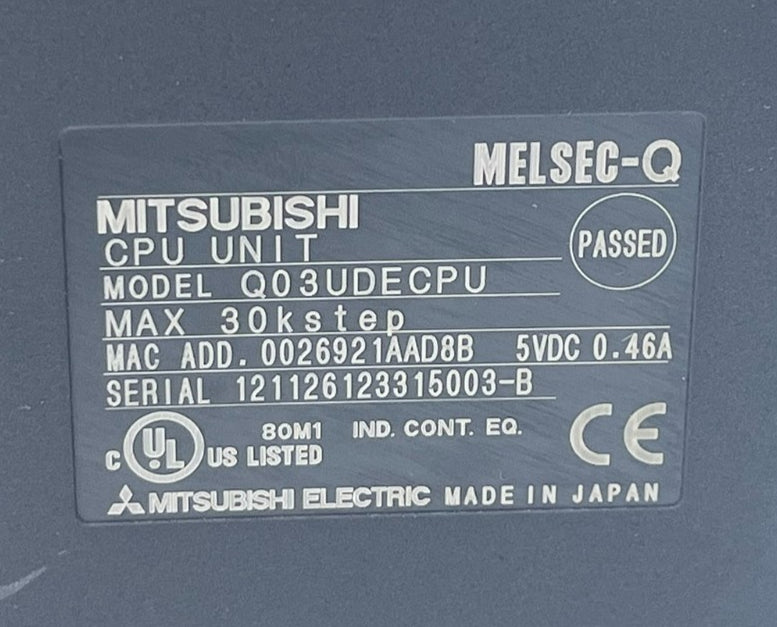 MELSEC-Q
MITSUBISHI
CPU UNIT
PASSED
MODEL Q03UDECPU
MAX 30kstep
MAC ADD. 0026921AAD8B 5VDC 0.46A
SERIAL 121126123315003-B
80M1 IND. CONT. EQ.
C UL US LISTED
CE
MITSUBISHI ELECTRIC MADE IN JAPAN